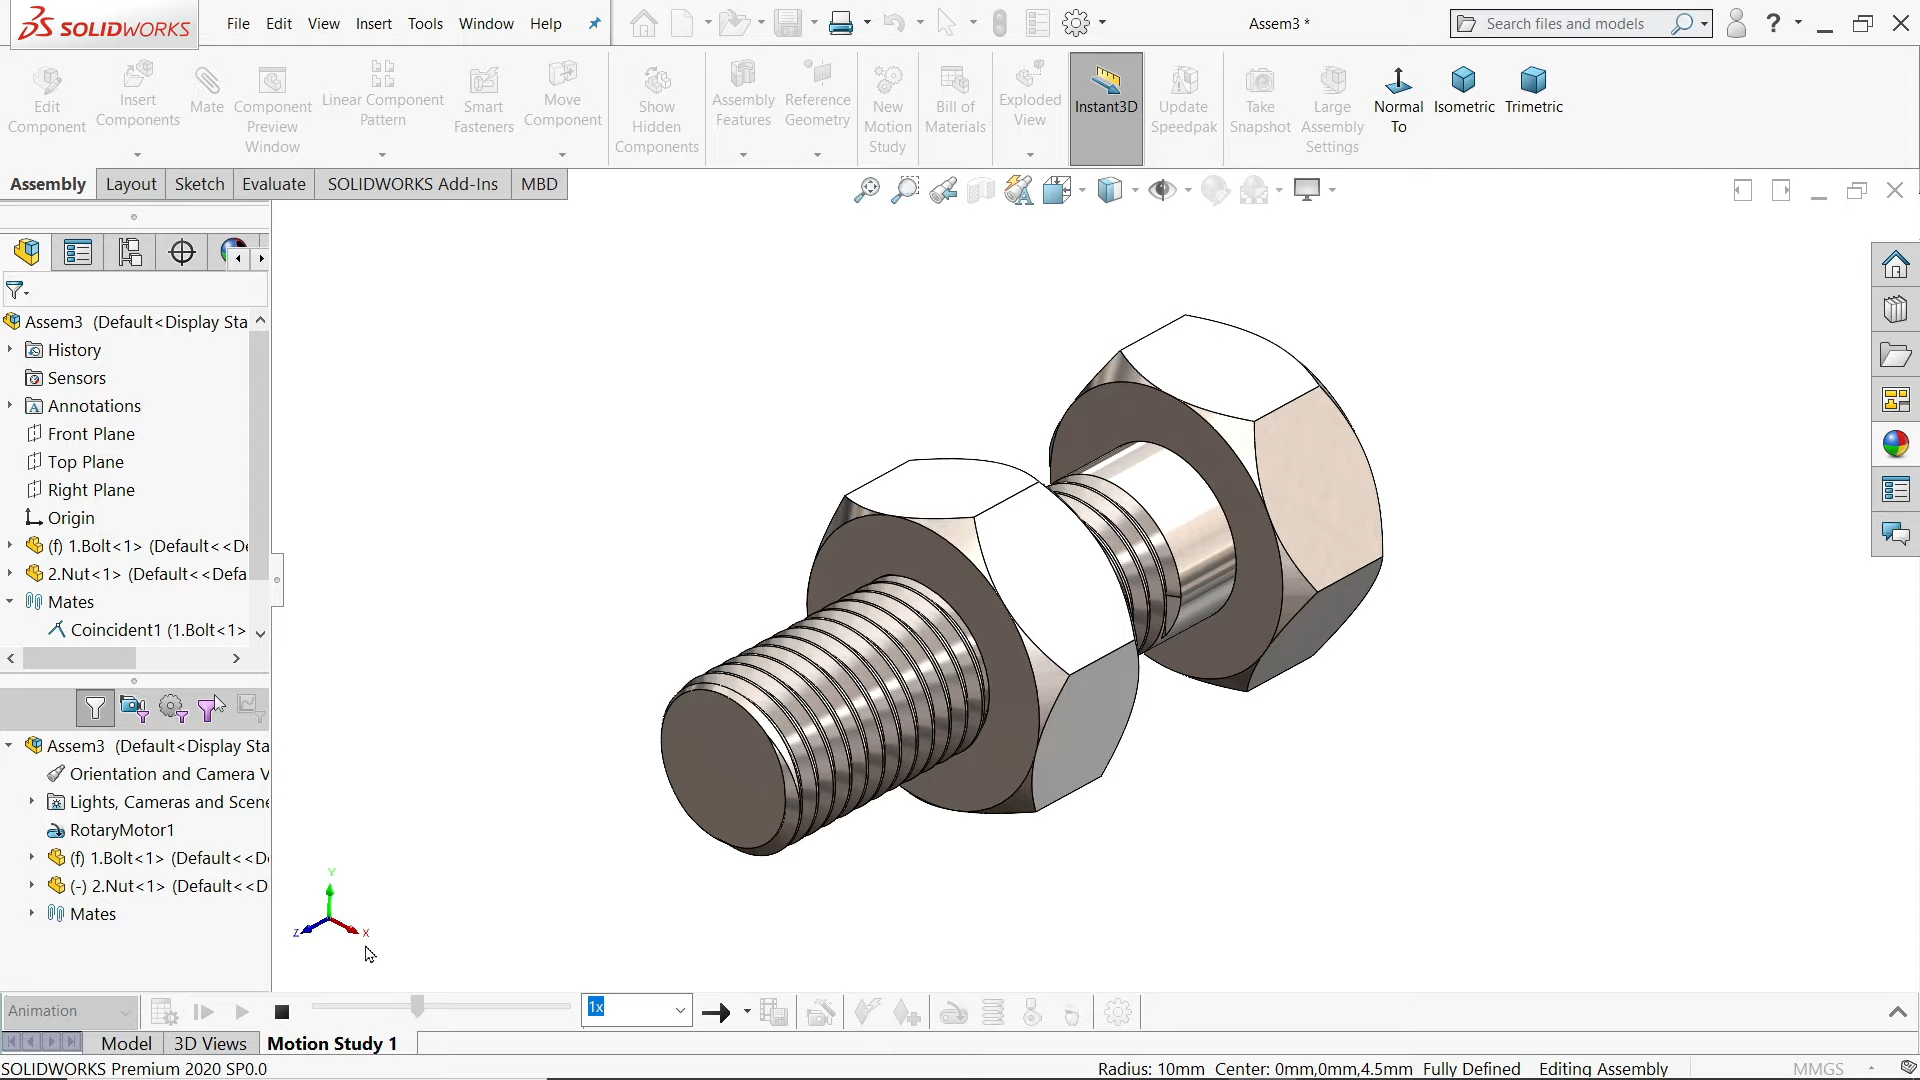 SOLIDWORKS File Edit View Insert Tools Window Help Assem3 * Search files and models ?
Edit Component
Insert Components
Mate
Component Preview Window
Linear Component Pattern
Smart Fasteners
Move Component
Show Hidden Components
Assembly Features
Reference Geometry
New Motion Study
Bill of Materials
Exploded View
Instant3D
Update Speedpak
Take Snapshot
Large Assembly Settings
Normal To
Isometric
Trimetric
Assembly Layout Sketch Evaluate SOLIDWORKS Add-Ins MBD
Assem3 (Default<Display Sta
History
Sensors
Annotations
Front Plane
Top Plane
Right Plane
Origin
(f) 1.Bolt<1> (Default<<De
2.Nut<1> (Default<<Defa
Mates
Coincident1 (1.Bolt<1>
Assem3 (Default<Display Sta
Orientation and Camera V
Lights, Cameras and Scene
RotaryMotor1
(f) 1.Bolt<1> (Default<<D
(-) 2.Nut<1> (Default<<D
Mates
Y
Z
X
Animation 1x
Model 3D Views Motion Study 1
SOLIDWORKS Premium 2020 SP0.0 Radius: 10mm Center: 0mm,0mm,4.5mm Fully Defined Editing Assembly MMGS